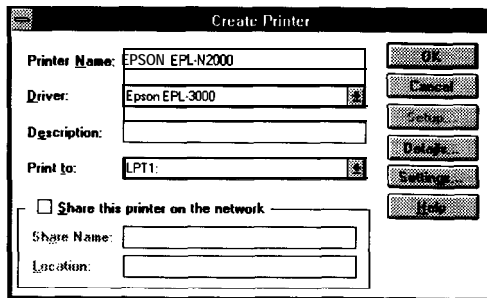 Create Printer
Printer Name: EPSON EPL-N2000
Driver: Epson EPL-3000
Description:
Print to: LPT1:
Share this printer on the network
Share Name:
Location:
OK
Cancel
Setup...
Details...
Settings...
Help